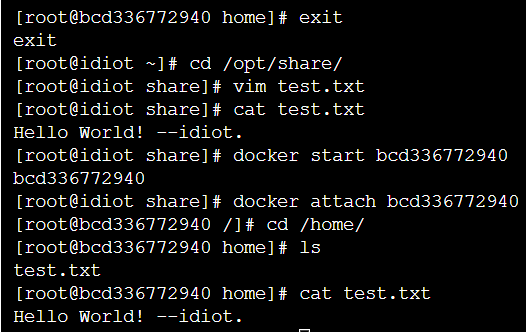 [root@bcd336772940 home]# exit
exit
[root@idiot ~]# cd /opt/share/
[root@idiot share]# vim test.txt
[root@idiot share]# cat test.txt
Hello World! --idiot.
[root@idiot share]# docker start bcd336772940
bcd336772940
[root@idiot share]# docker attach bcd336772940
[root@bcd336772940 /]# cd /home/
[root@bcd336772940 home]# ls
test.txt
[root@bcd336772940 home]# cat test.txt
Hello World! --idiot.